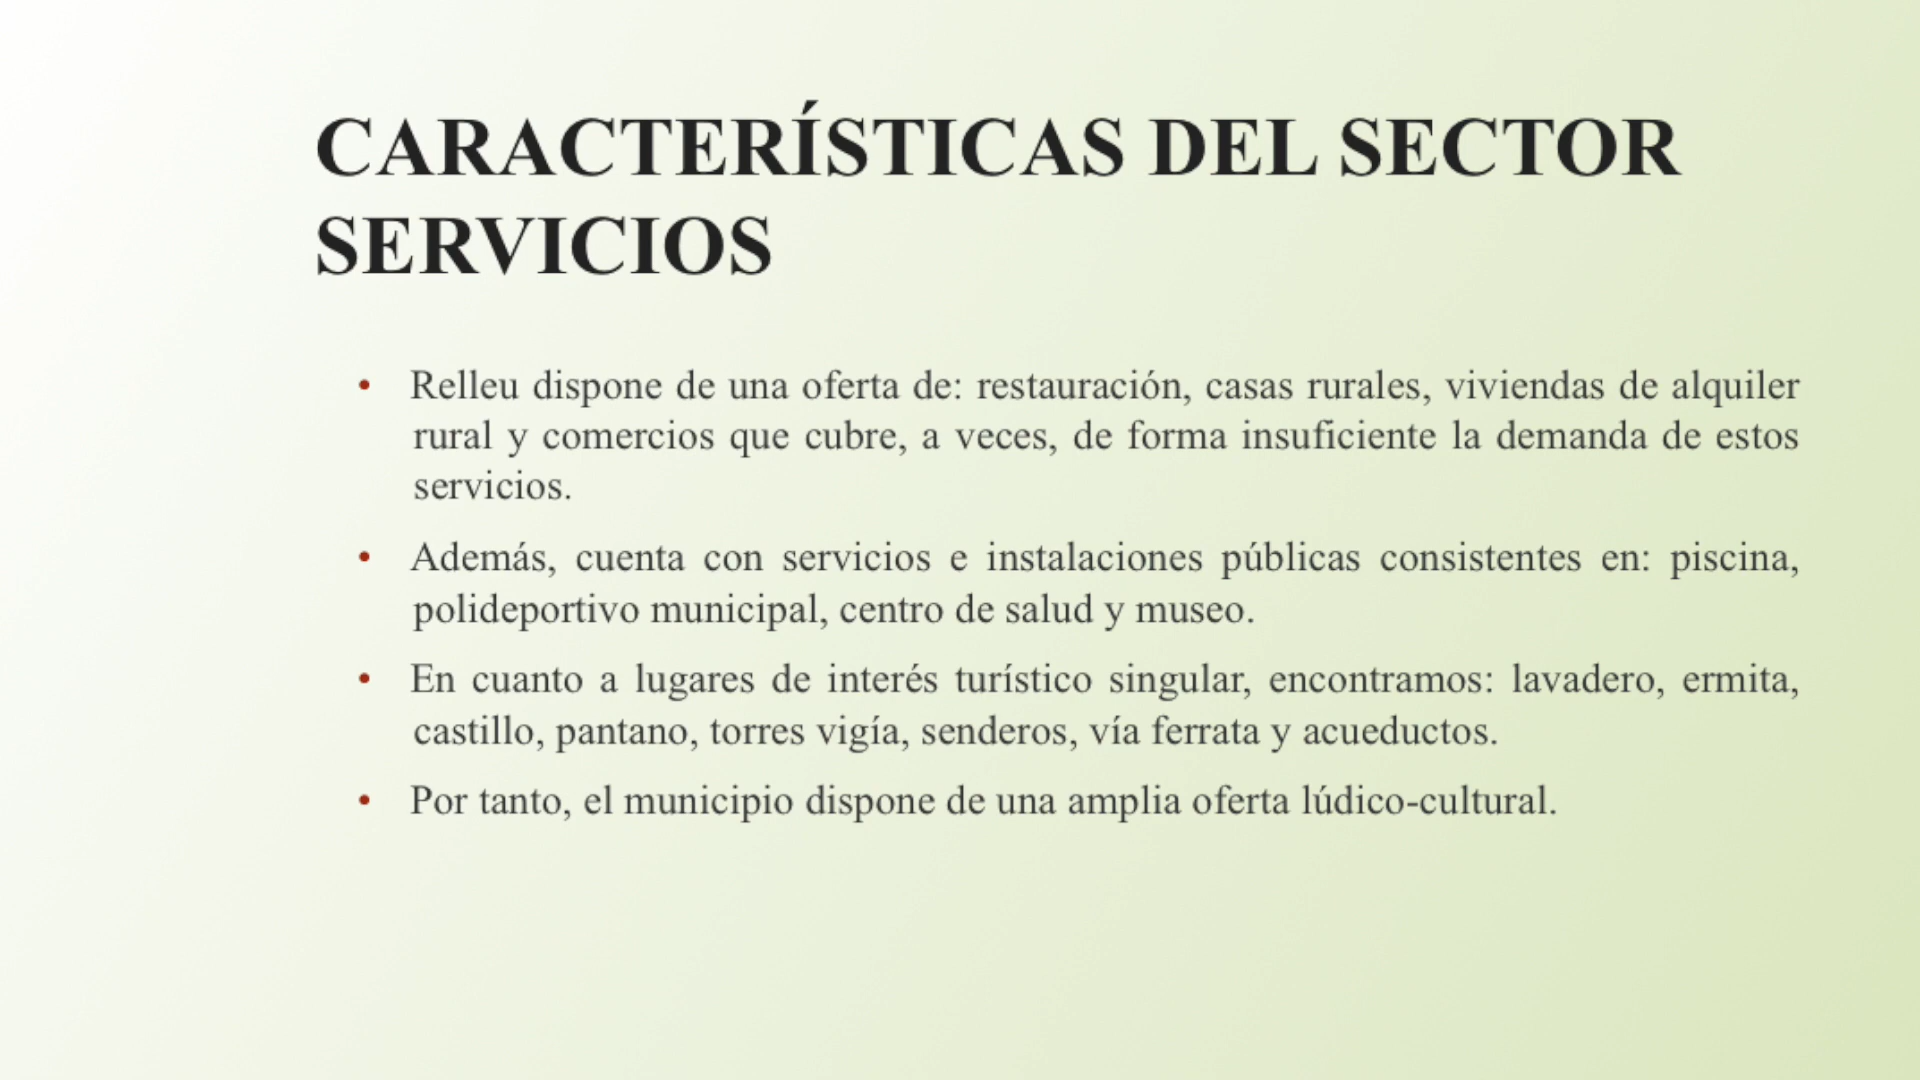 CARACTERÍSTICAS DEL SECTOR
SERVICIOS
• Relleu dispone de una oferta de: restauración, casas rurales, viviendas de alquiler
rural y comercios que cubre, a veces, de forma insuficiente la demanda de estos
servicios.
• Además, cuenta con servicios e instalaciones públicas consistentes en: piscina,
polideportivo municipal, centro de salud y museo.
• En cuanto a lugares de interés turístico singular, encontramos: lavadero, ermita,
castillo, pantano, torres vigía, senderos, vía ferrata y acueductos.
• Por tanto, el municipio dispone de una amplia oferta lúdico-cultural.